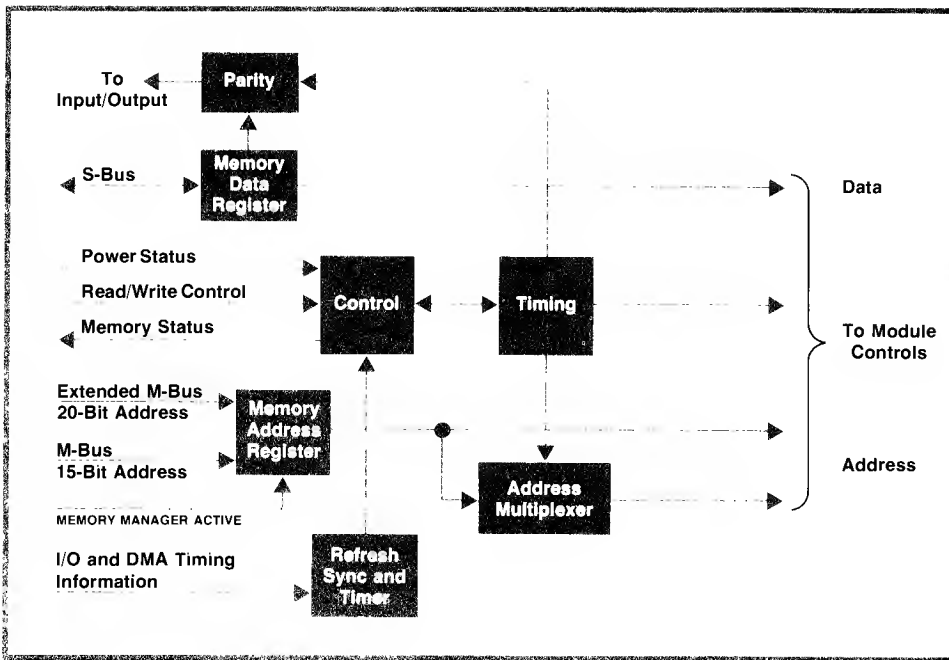 To
Input/Output
Parity
S-Bus
Memory
Data
Register
Data
Power Status
Read/Write Control
Memory Status
Control
Timing
To Module
Controls
Extended M-Bus
20-Bit Address
M-Bus
15-Bit Address
Memory
Address
Register
Address
Multiplexer
Address
MEMORY MANAGER ACTIVE
I/O and DMA Timing
Information
Refresh
Sync and
Timer